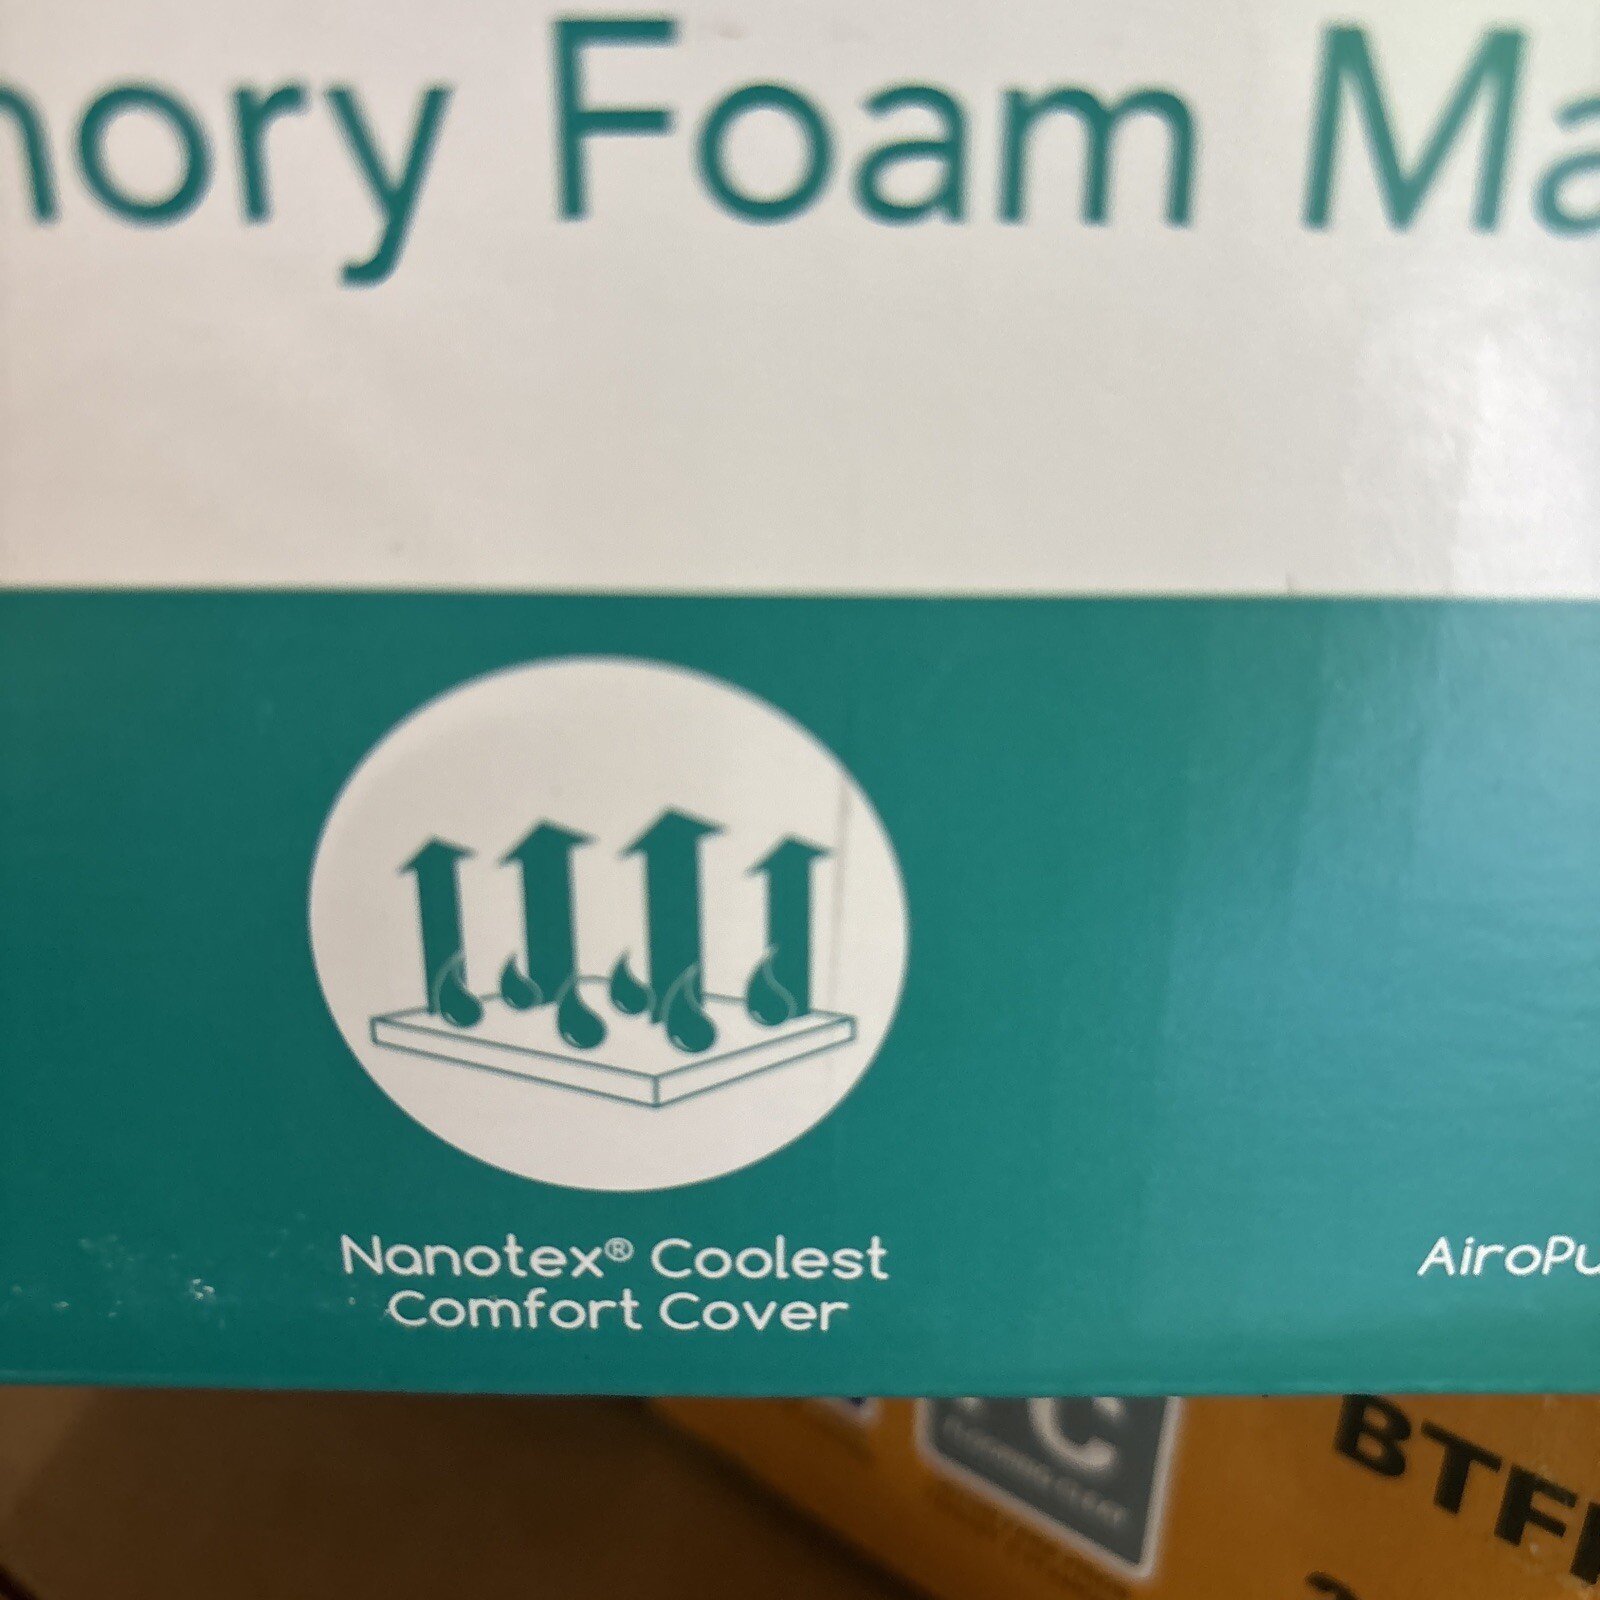 mory Foam Ma
Nanotex® Coolest
Comfort Cover
AiroPu
C
BTF